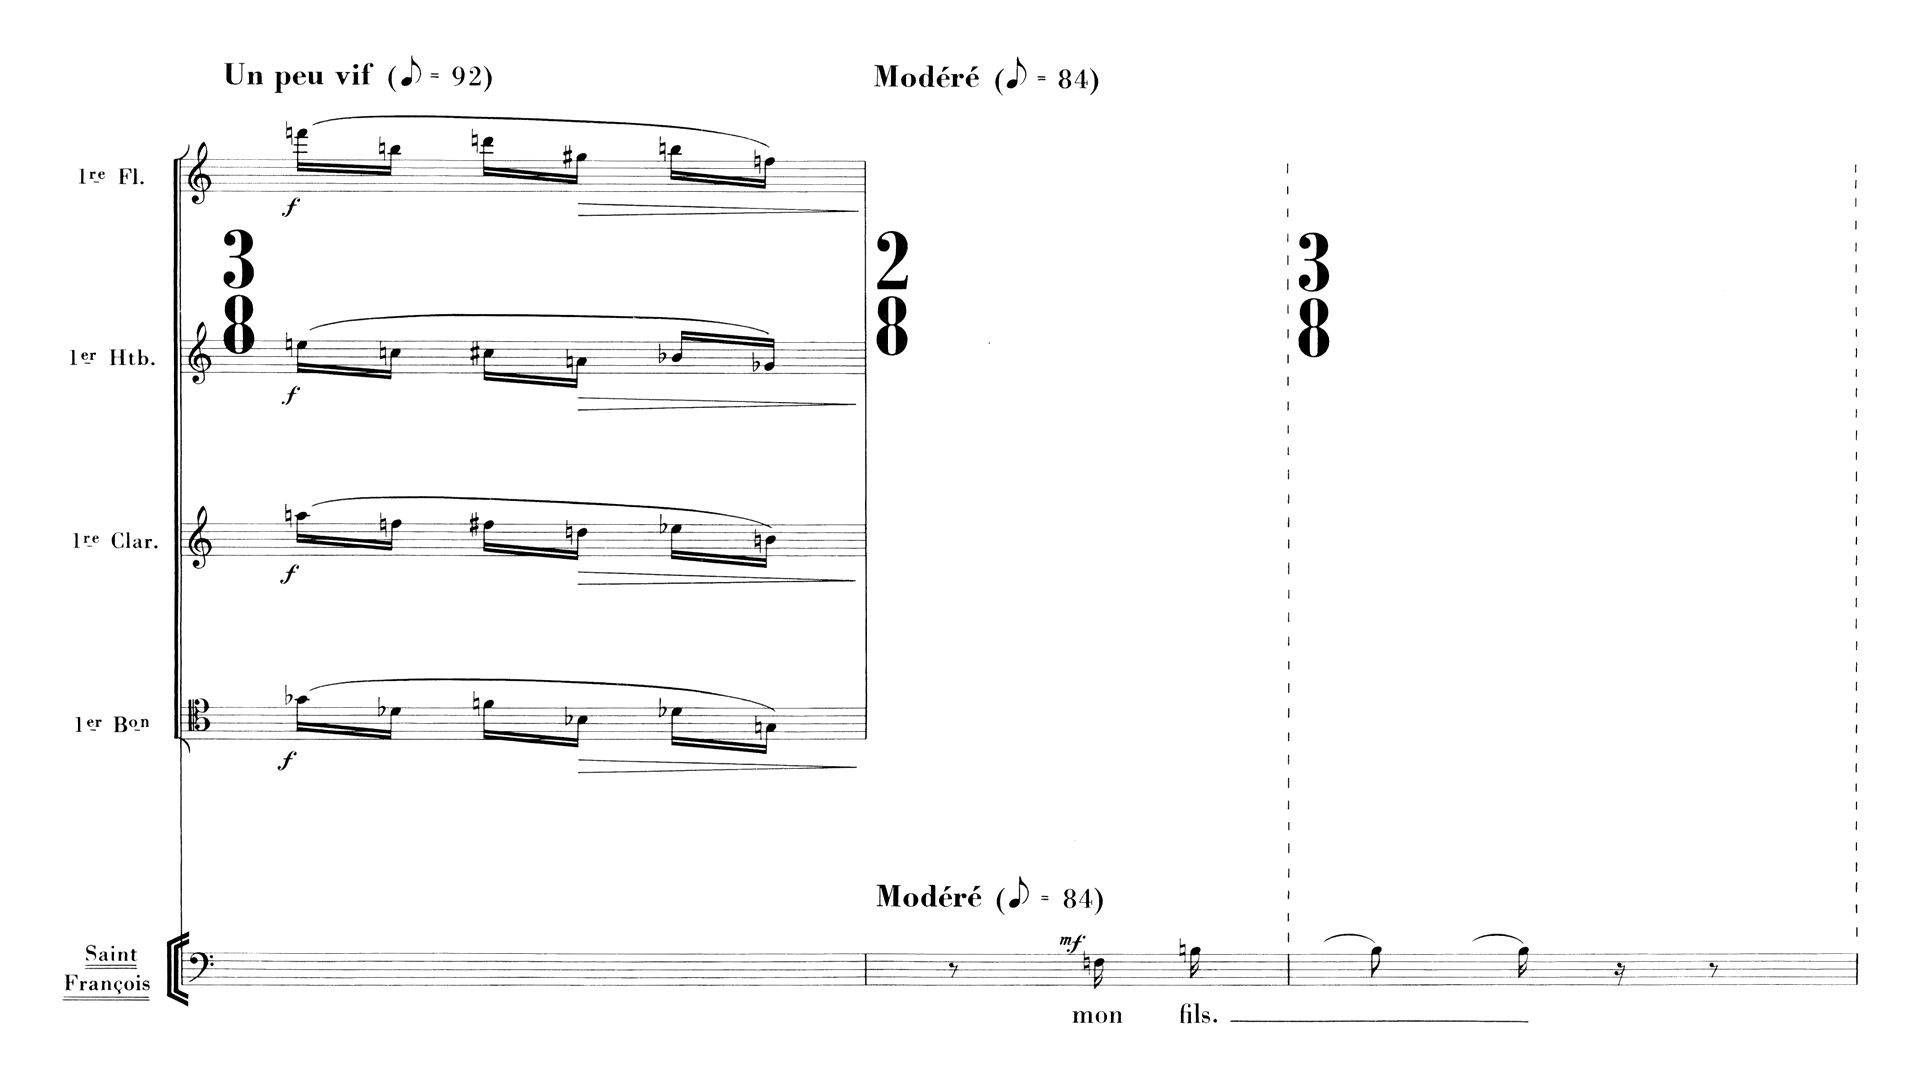 Un peu vif (♪ = 92) Modéré (♪ = 84)
1re Fl.
f
3 2 3
8 8 8
1er Htb.
f
1re Clar.
f
1er Bon
f
Modéré (♪ = 84)
mf
Saint
François
mon fils.